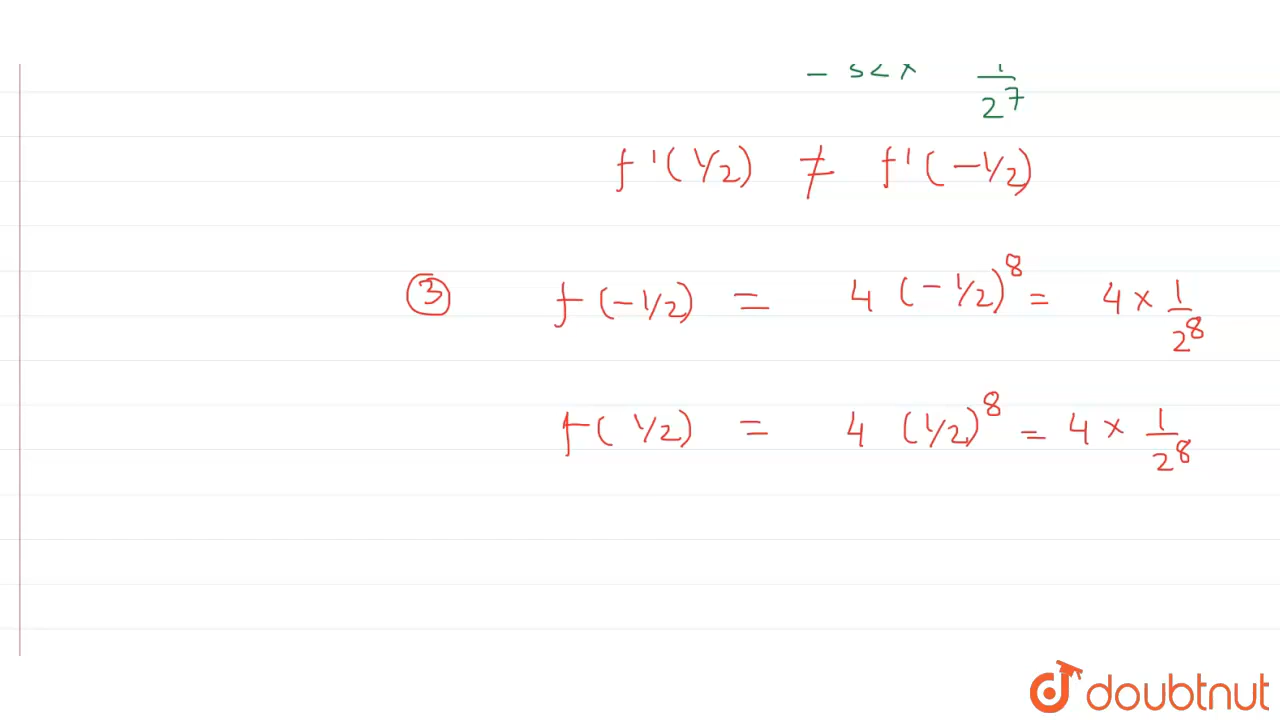 1/2^7
f'(1/2) ≠ f'(-1/2)
③ f(-1/2) = 4 (-1/2)^8 = 4 × 1/2^8
f(1/2) = 4 (1/2)^8 = 4 × 1/2^8
doubtnut